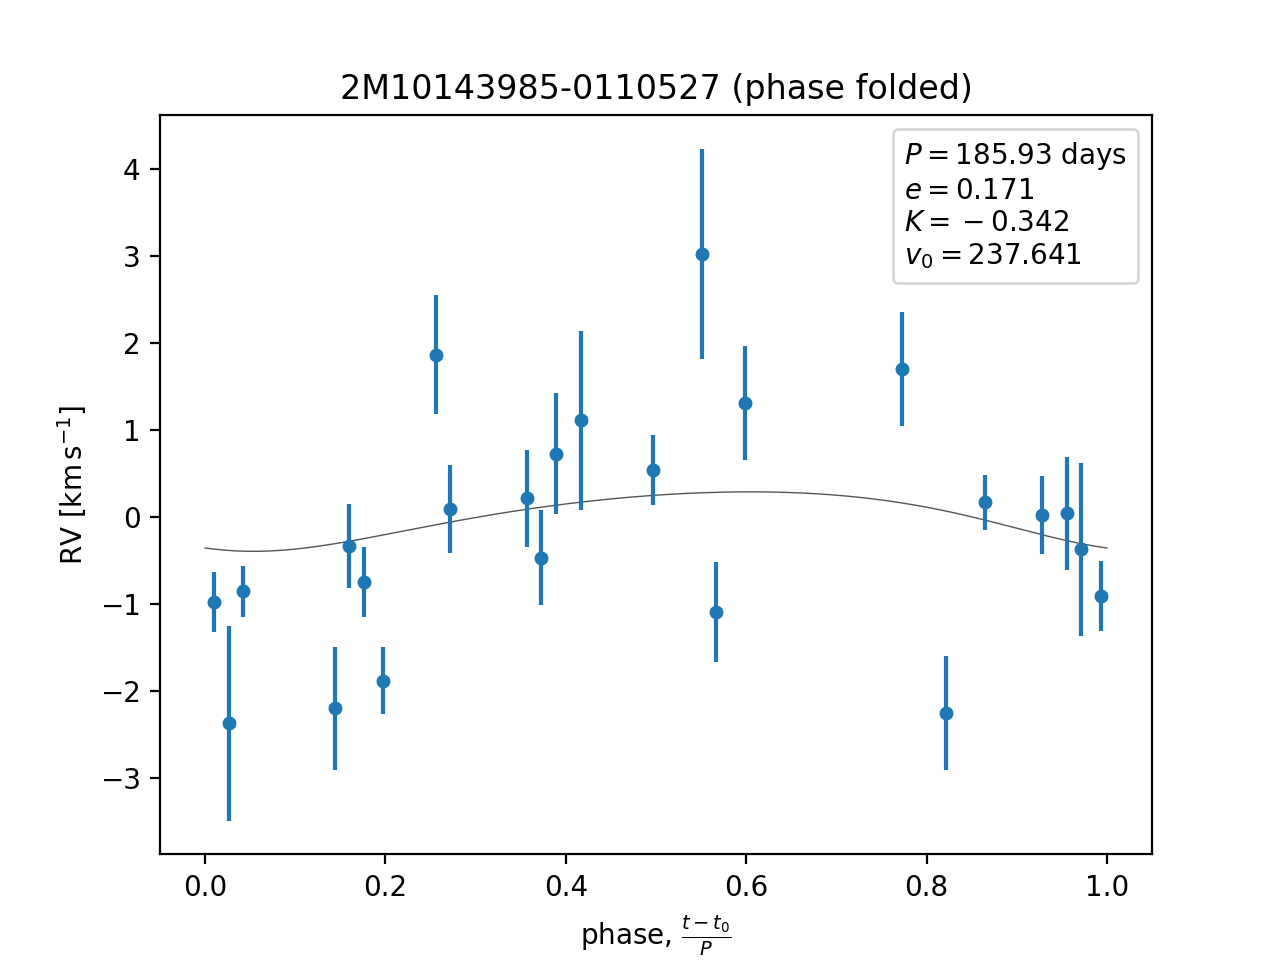 2M10143985-0110527 (phase folded)
P = 185.93 days
e = 0.171
K = −0.342
v₀ = 237.641
4
3
2
1
0
−1
−2
−3
RV [km s⁻¹]
0.0 0.2 0.4 0.6 0.8 1.0
phase, (t − t₀)/P